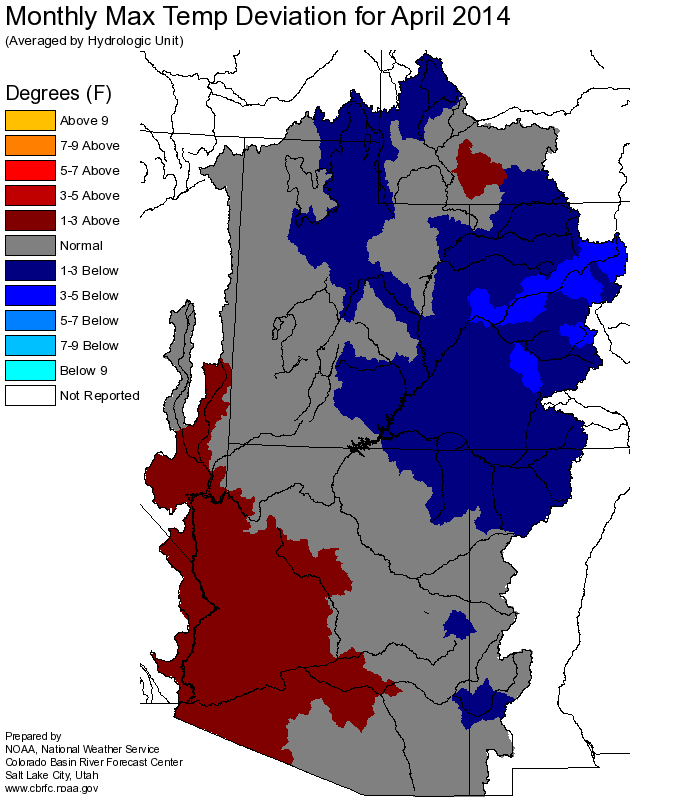 Monthly Max Temp Deviation for April 2014
(Averaged by Hydrologic Unit)
Degrees (F)
Above 9
7-9 Above
5-7 Above
3-5 Above
1-3 Above
Normal
1-3 Below
3-5 Below
5-7 Below
7-9 Below
Below 9
Not Reported
Prepared by
NOAA, National Weather Service
Colorado Basin River Forecast Center
Salt Lake City, Utah
www.cbrfc.noaa.gov